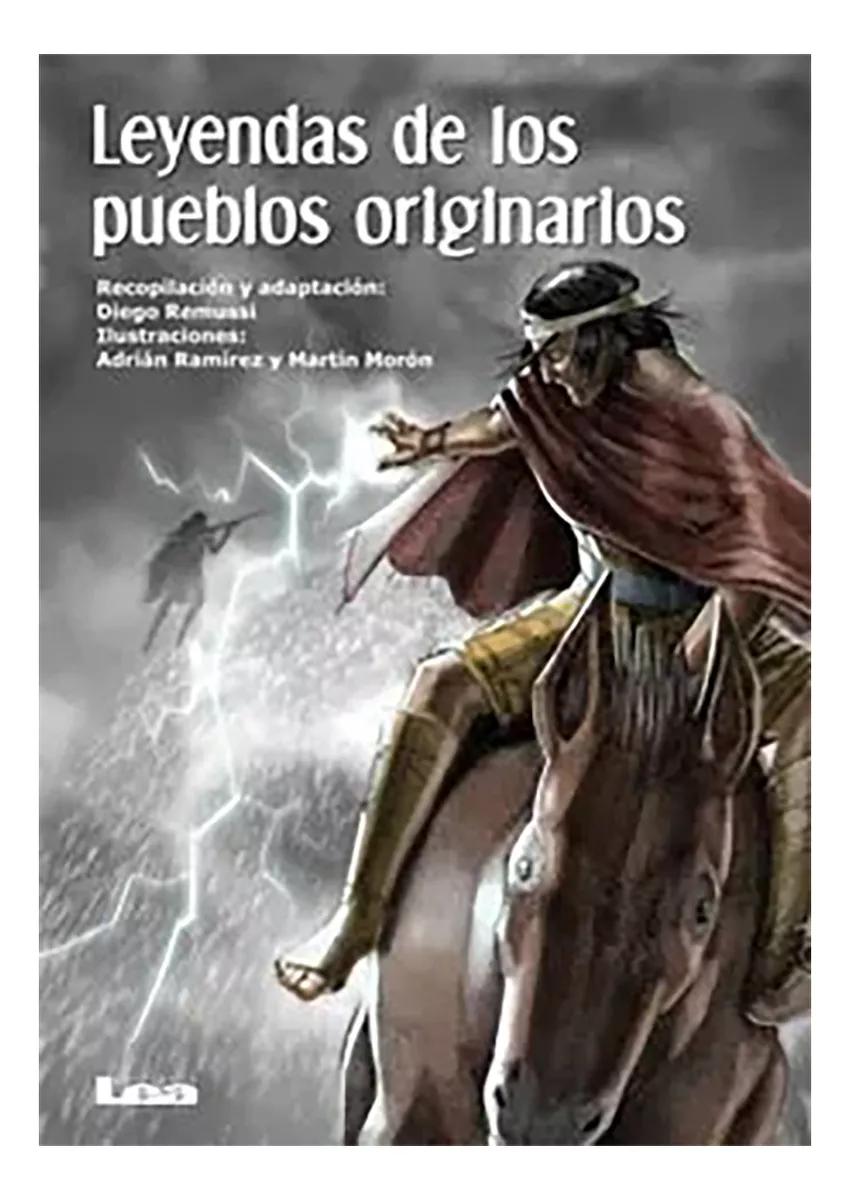 Leyendas de los
pueblos originarios
Recopilación y adaptación:
Diego Remussi
Ilustraciones:
Adrián Ramírez y Martín Morón
Lea